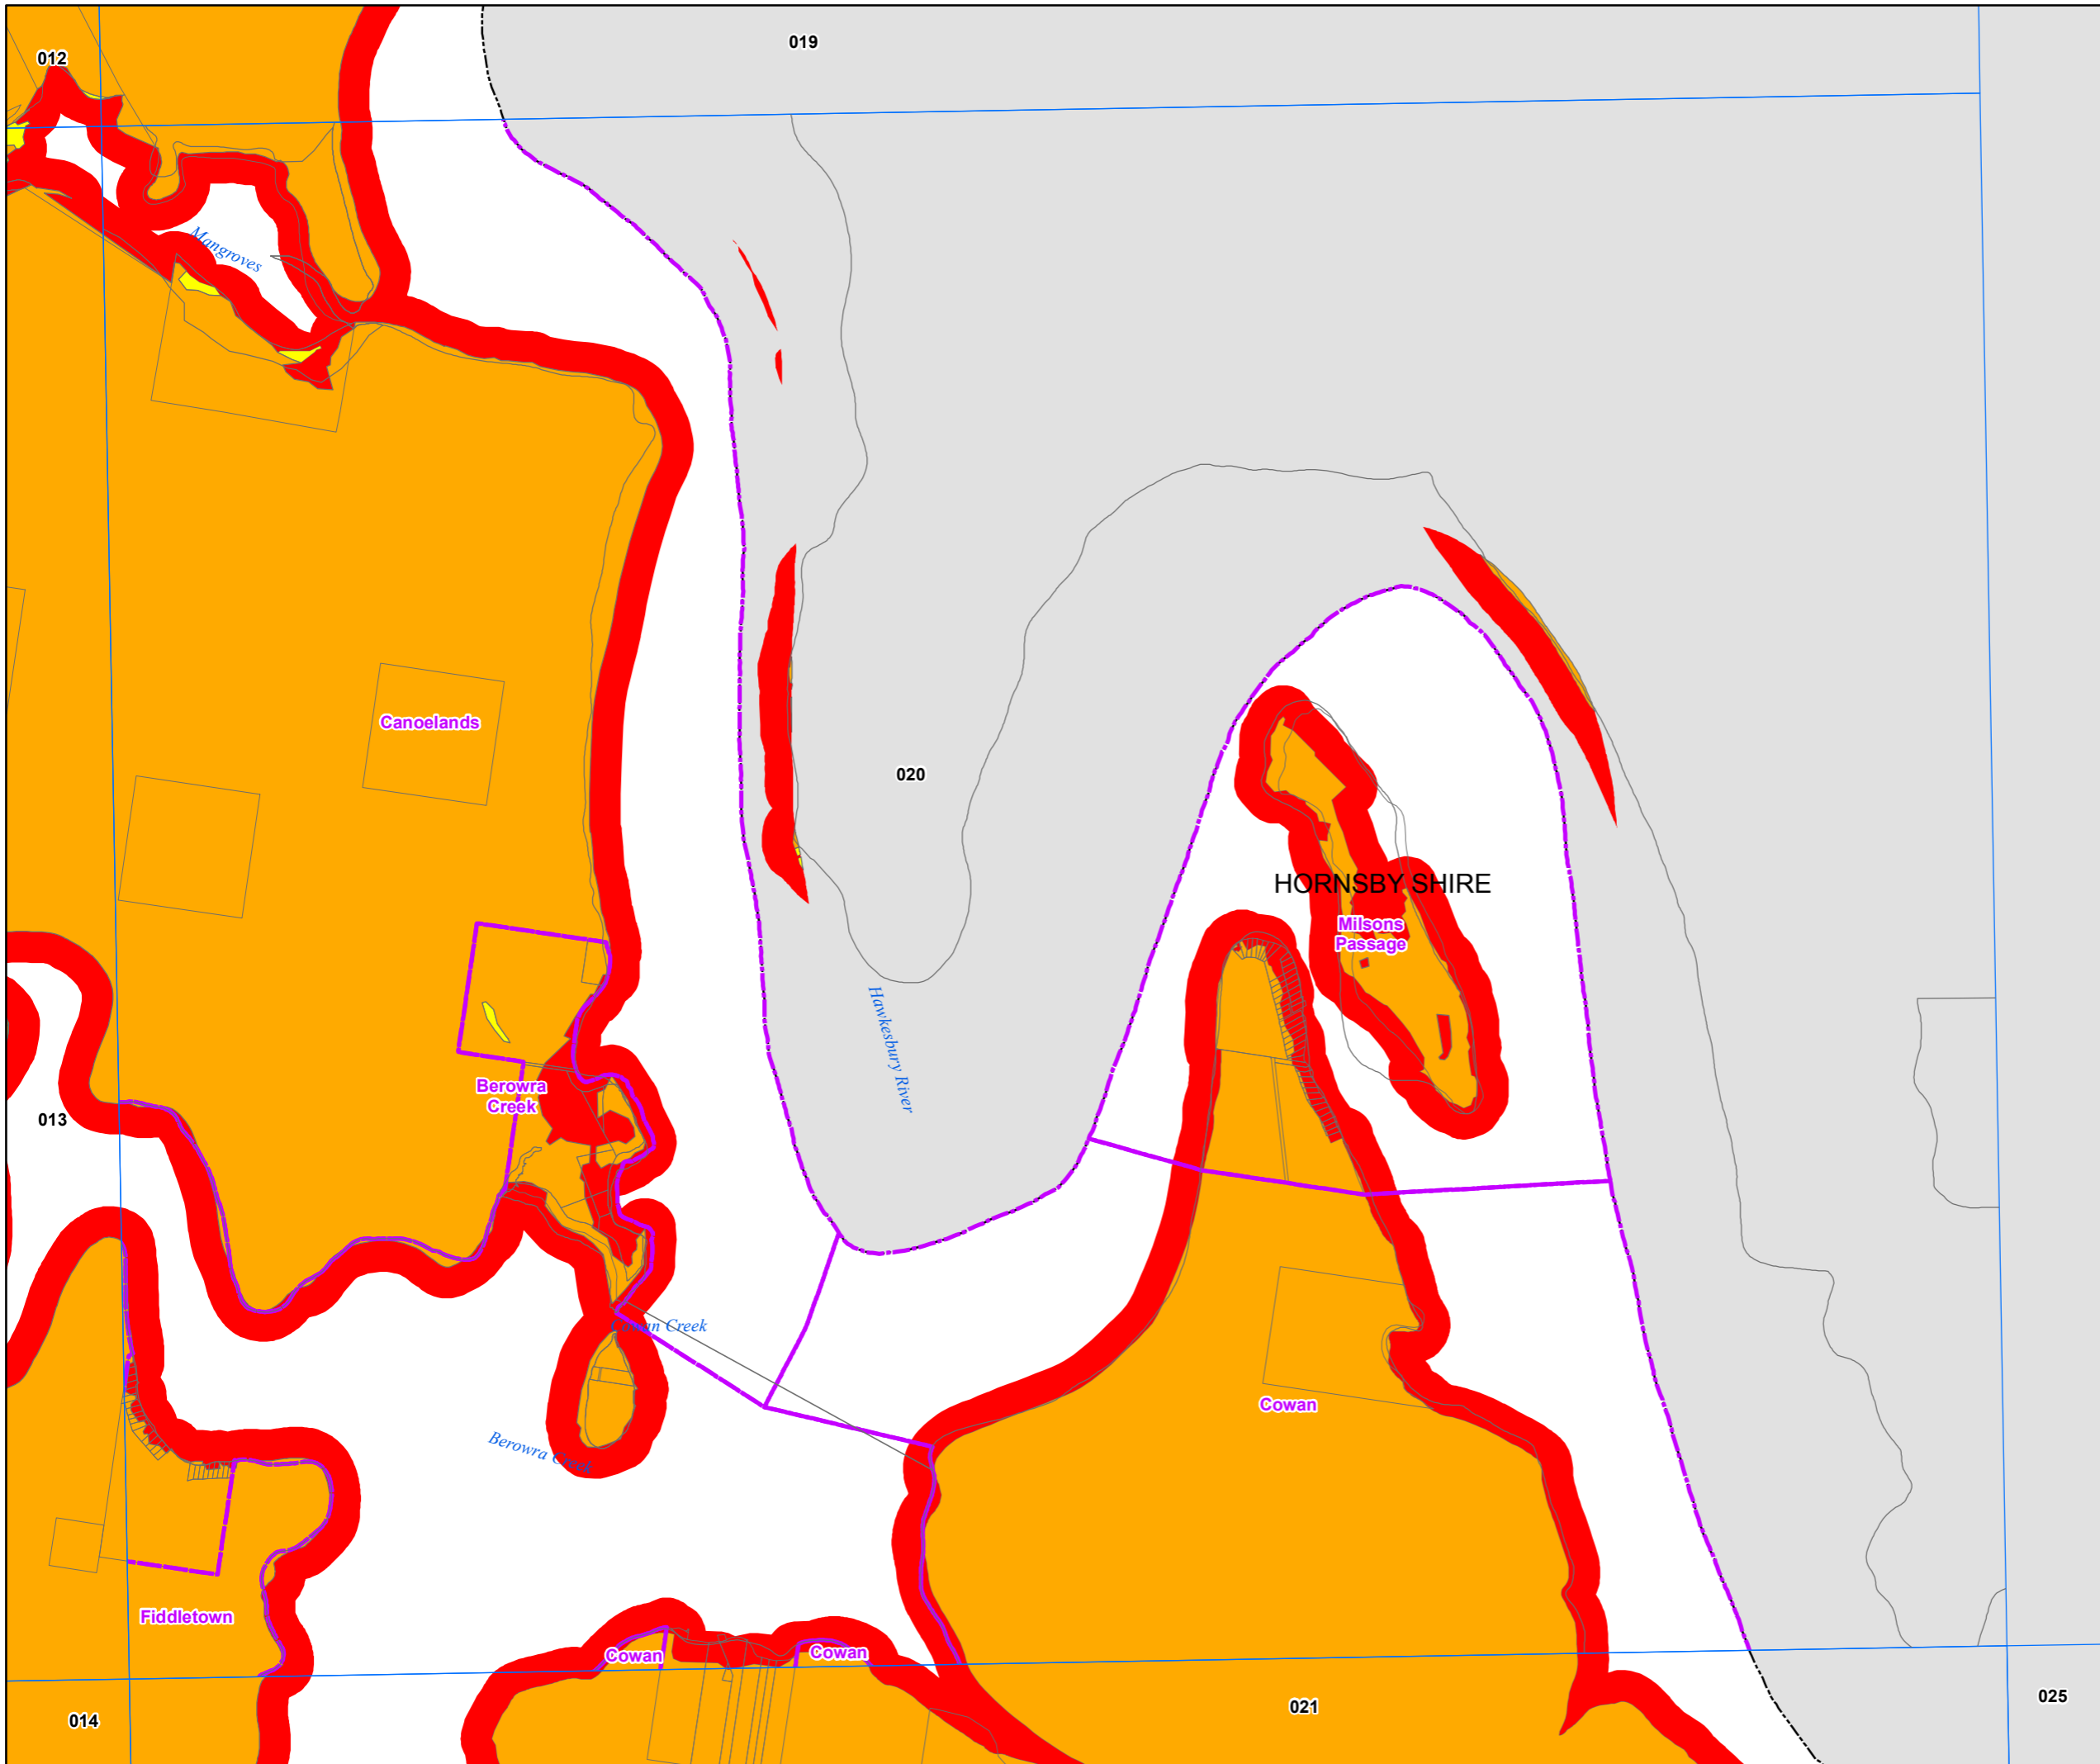 019
012
Mangroves
Canoelands
020
HORNSBY SHIRE
Milsons
Passage
Hawkesbury River
Berowra
Creek
013
Cowan Creek
Cowan
Berowra Creek
Fiddletown
Cowan
Cowan
025
021
014